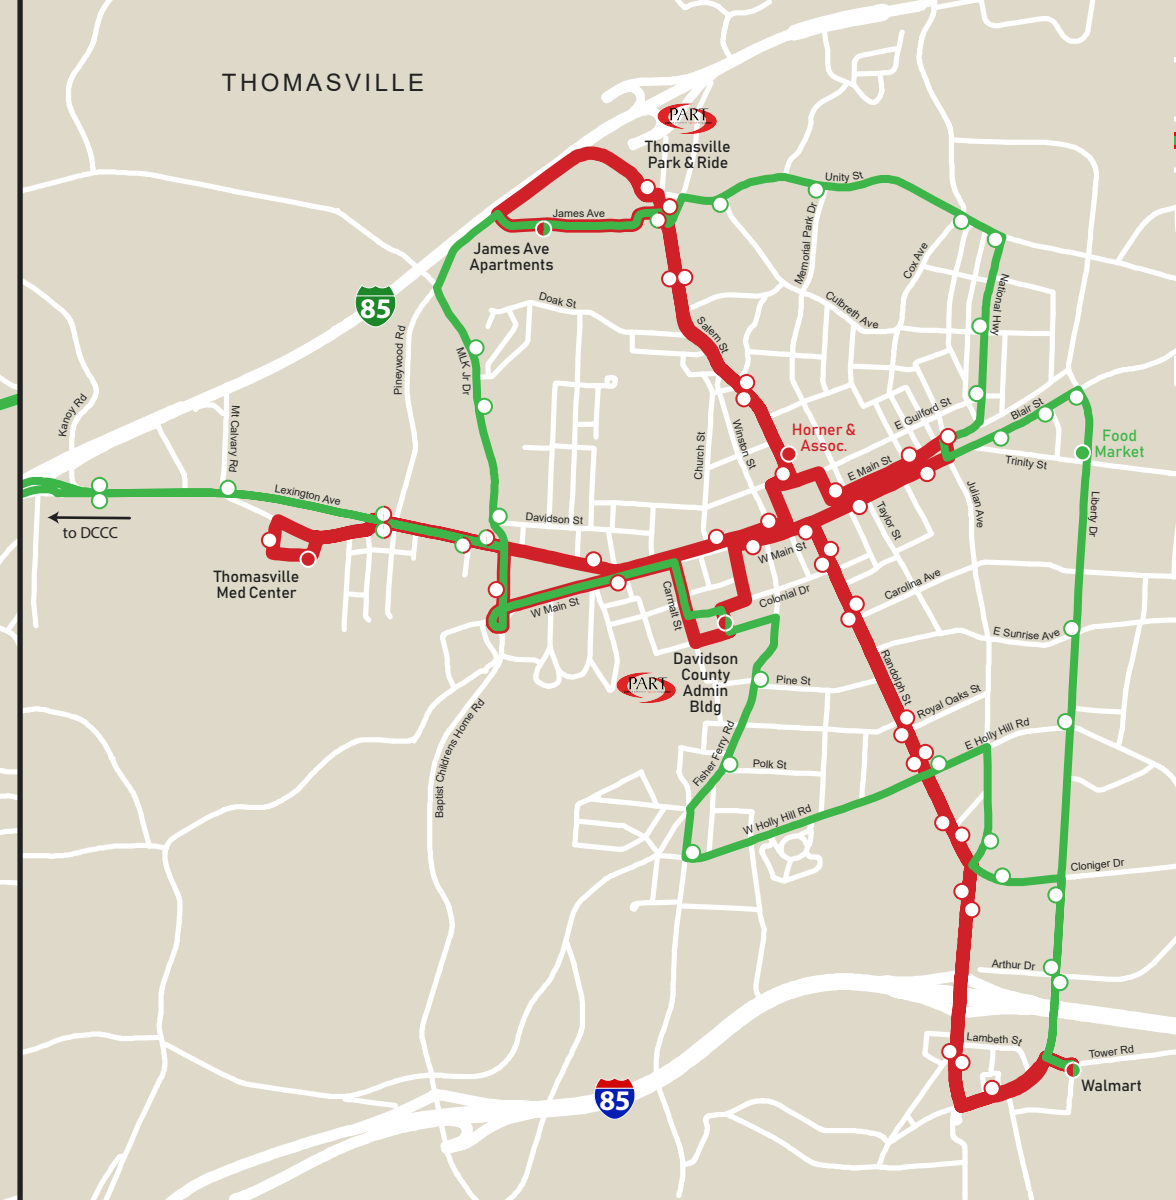 THOMASVILLE
PART
Thomasville
Park & Ride
Unity St
James Ave
James Ave
Apartments
Memorial Park Dr
Cox Ave
National Hwy
85
Doak St
Culbreth Ave
Salem St
Pineywood Rd
MLK Jr Dr
Kanoy Rd
Mt Calvary Rd
Church St
Winston St
Horner &
Assoc.
E Guilford St
Blair St
Food
Market
E Main St
Trinity St
Lexington Ave
Davidson St
Taylor St
Julian Ave
Liberty Dr
to DCCC
W Main St
Thomasville
Med Center
Carmalt St
Colonial Dr
Carolina Ave
W Main St
E Sunrise Ave
Davidson
County
Admin
Bldg
PART
Pine St
Randolph St
Royal Oaks St
E Holly Hill Rd
Baptist Childrens Home Rd
Fisher Ferry Rd
Polk St
W Holly Hill Rd
Cloniger Dr
Arthur Dr
Lambeth St
Tower Rd
Walmart
85